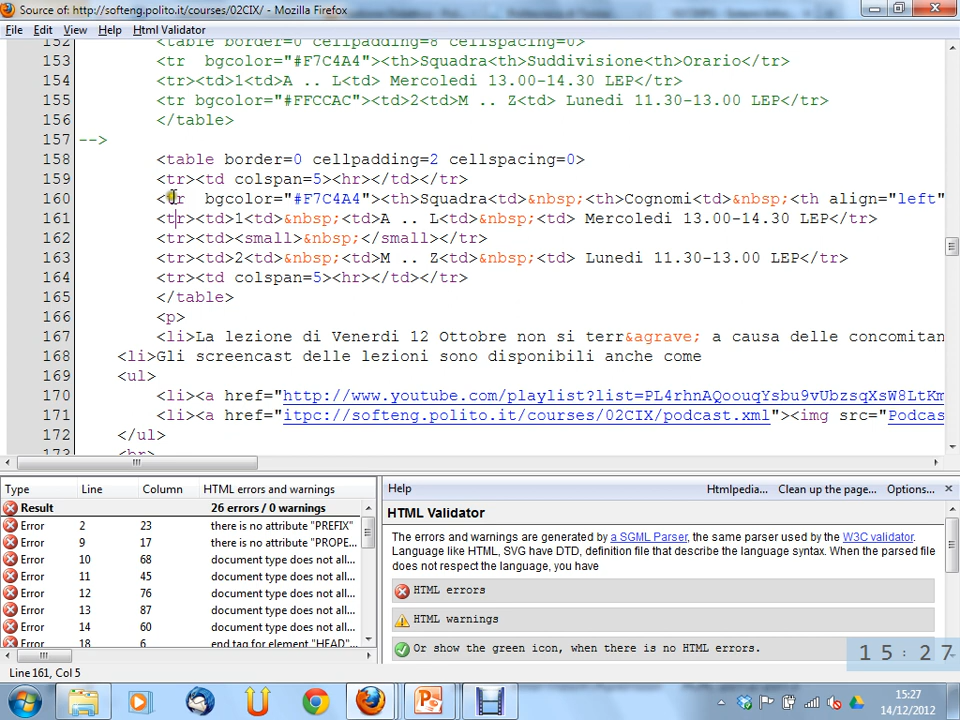 Source of: http://softeng.polito.it/courses/02CIX/ - Mozilla Firefox
File Edit View Help Html Validator
152 <table border=0 cellpadding=8 cellspacing=0>
153 <tr  bgcolor="#F7C4A4"><th>Squadra<th>Suddivisione<th>Orario</tr>
154 <tr><td>1<td>A .. L<td> Mercoledi 13.00-14.30 LEP</tr>
155 <tr bgcolor="#FFCCAC"><td>2<td>M .. Z<td> Lunedi 11.30-13.00 LEP</tr>
156 </table>
157 -->
158 <table border=0 cellpadding=2 cellspacing=0>
159 <tr><td colspan=5><hr></td></tr>
160 <tr  bgcolor="#F7C4A4"><th>Squadra<td>&nbsp;<th>Cognomi<td>&nbsp;<th align="left"
161 <tr><td>1<td>&nbsp;<td>A .. L<td>&nbsp;<td> Mercoledi 13.00-14.30 LEP</tr>
162 <tr><td><small>&nbsp;</small></tr>
163 <tr><td>2<td>&nbsp;<td>M .. Z<td>&nbsp;<td> Lunedi 11.30-13.00 LEP</tr>
164 <tr><td colspan=5><hr></td></tr>
165 </table>
166 <p>
167 <li>La lezione di Venerdi 12 Ottobre non si terr&agrave; a causa delle concomitan
168 <li>Gli screencast delle lezioni sono disponibili anche come
169 <ul>
170 <li><a href="http://www.youtube.com/playlist?list=PL4rhnAQoouqYsbu9vUbzsqXsW8LtKm
171 <li><a href="itpc://softeng.polito.it/courses/02CIX/podcast.xml"><img src="Podcas
172 </ul>
173 <br>
Type Line Column HTML errors and warnings
Result 26 errors / 0 warnings
Error 2 23 there is no attribute "PREFIX"
Error 9 17 there is no attribute "PROPE...
Error 10 68 document type does not all...
Error 11 45 document type does not all...
Error 12 76 document type does not all...
Error 13 87 document type does not all...
Error 14 60 document type does not all...
Error 18 6 end tag for element "HEAD"...
Help Htmlpedia... Clean up the page... Options...
HTML Validator
The errors and warnings are generated by a SGML Parser, the same parser used by the W3C validator.
Language like HTML, SVG have DTD, definition file that describe the language syntax. When the parsed file
does not respect the language, you have
HTML errors
HTML warnings
Or show the green icon, when there is no HTML errors.
15:27
Line 161, Col 5
15:27
14/12/2012